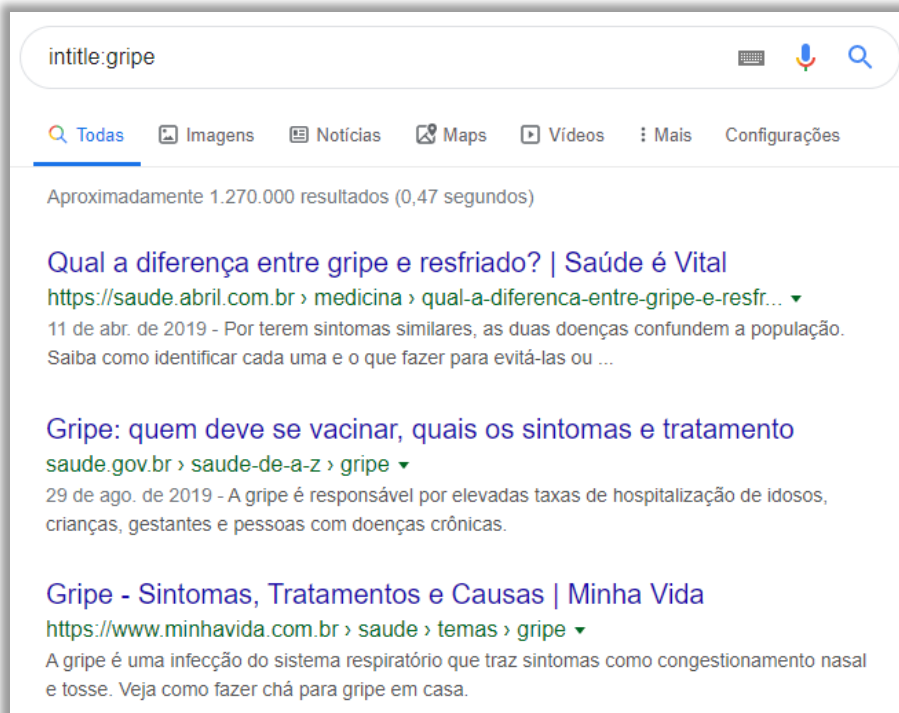 intitle:gripe
Todas Imagens Notícias Maps Vídeos Mais Configurações
Aproximadamente 1.270.000 resultados (0,47 segundos)
Qual a diferença entre gripe e resfriado? | Saúde é Vital
https://saude.abril.com.br › medicina › qual-a-diferenca-entre-gripe-e-resfr...
11 de abr. de 2019 - Por terem sintomas similares, as duas doenças confundem a população.
Saiba como identificar cada uma e o que fazer para evitá-las ou ...
Gripe: quem deve se vacinar, quais os sintomas e tratamento
saude.gov.br › saude-de-a-z › gripe
29 de ago. de 2019 - A gripe é responsável por elevadas taxas de hospitalização de idosos,
crianças, gestantes e pessoas com doenças crônicas.
Gripe - Sintomas, Tratamentos e Causas | Minha Vida
https://www.minhavida.com.br › saude › temas › gripe
A gripe é uma infecção do sistema respiratório que traz sintomas como congestionamento nasal
e tosse. Veja como fazer chá para gripe em casa.